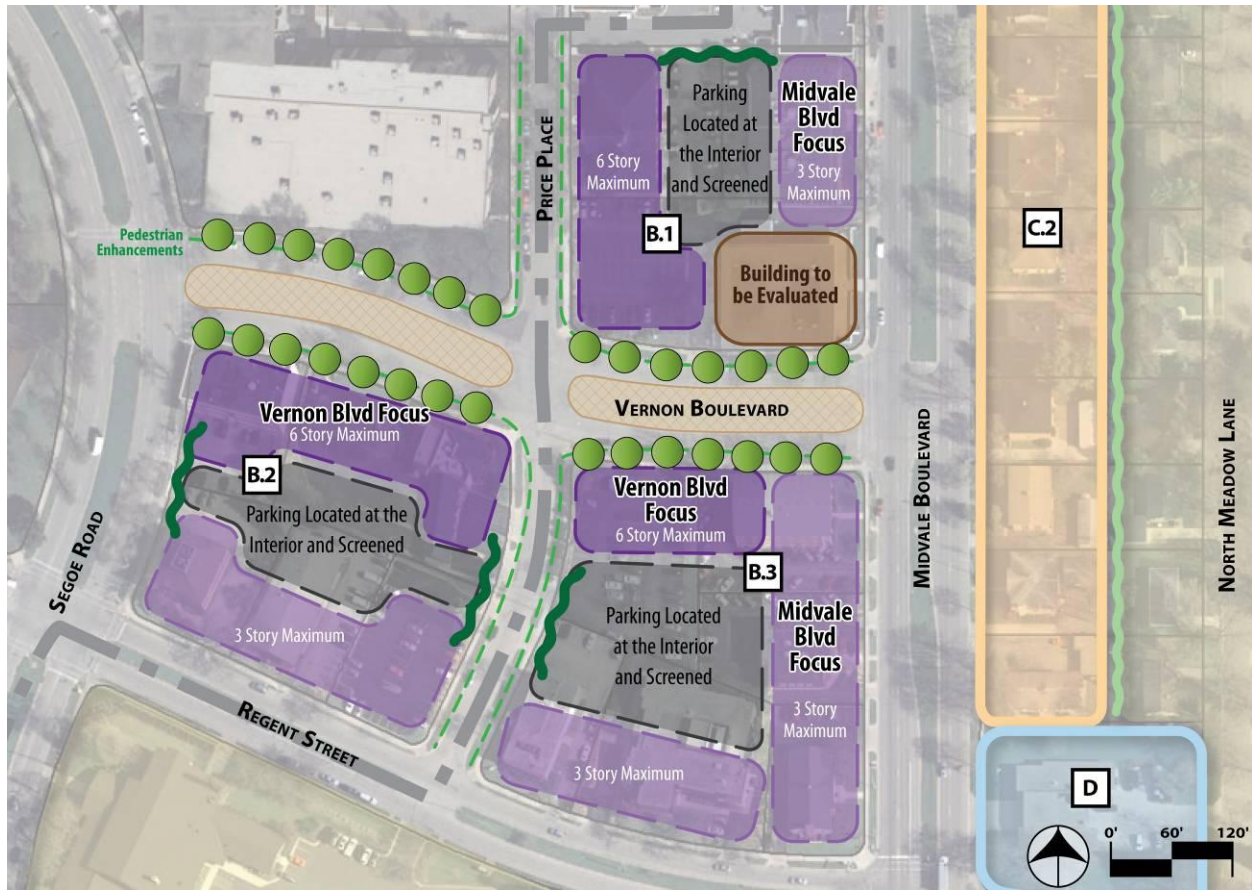 Parking
Located at
the Interior
and Screened
Midvale
Blvd
Focus
3 Story
Maximum
6 Story
Maximum
PRICE PLACE
B.1
C.2
Pedestrian
Enhancements
Building to
be Evaluated
Vernon Blvd Focus
6 Story Maximum
VERNON BOULEVARD
B.2
Parking Located at the
Interior and Screened
Vernon Blvd
Focus
6 Story Maximum
B.3
MIDVALE BOULEVARD
NORTH MEADOW LANE
SEGOE ROAD
3 Story Maximum
Parking Located
at the Interior
and Screened
Midvale
Blvd
Focus
3 Story
Maximum
REGENT STREET
3 Story Maximum
D
0' 60' 120'